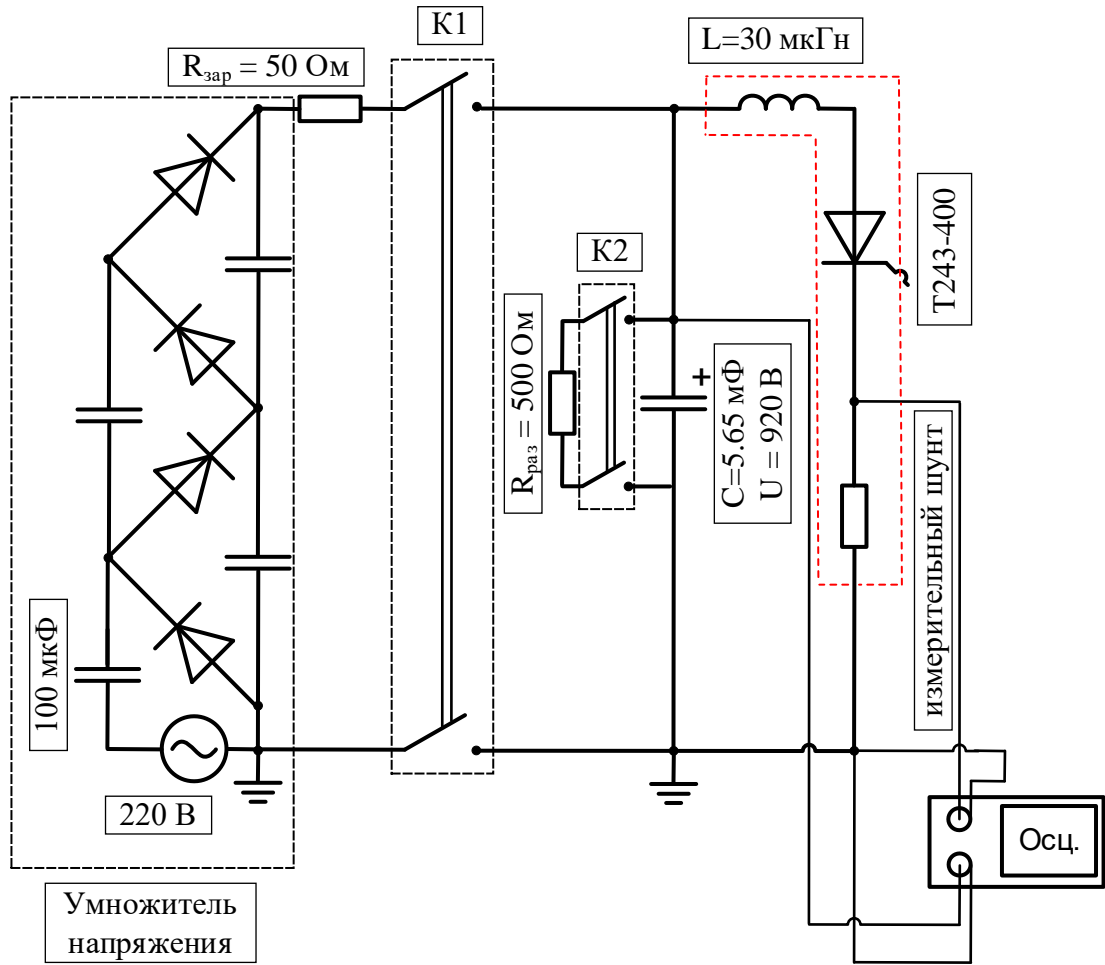 K1
L=30 мкГн
Rзар = 50 Ом
T243-400
K2
Rраз = 500 Ом
+
C=5.65 мФ
U = 920 В
измерительный шунт
100 мкФ
220 В
Осц.
Умножитель
напряжения